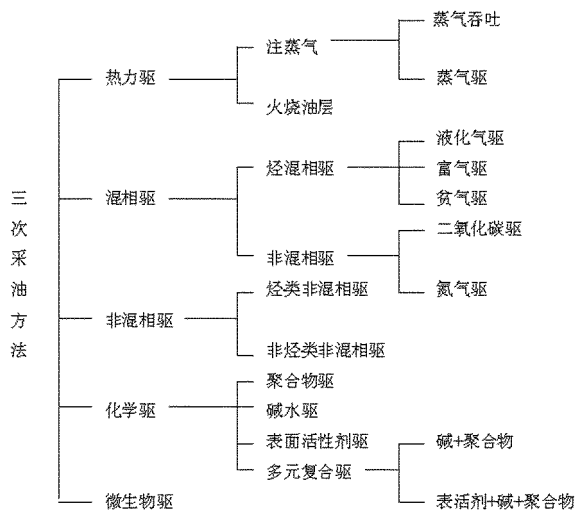 三次采油方法
热力驱
注蒸气
蒸气吞吐
蒸气驱
火烧油层
混相驱
烃混相驱
液化气驱
富气驱
贫气驱
非混相驱
二氧化碳驱
氮气驱
非混相驱
烃类非混相驱
非烃类非混相驱
化学驱
聚合物驱
碱水驱
表面活性剂驱
多元复合驱
碱+聚合物
表活剂+碱+聚合物
微生物驱